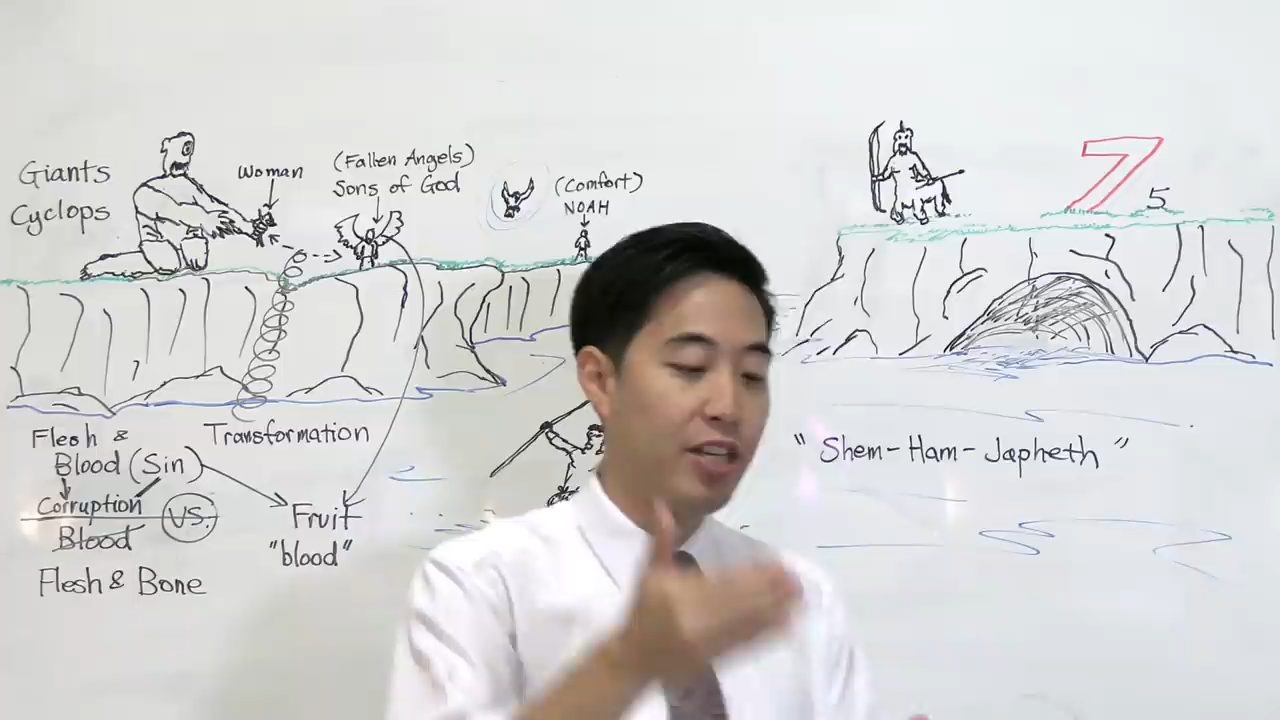 Giants
Cyclops
Woman
(Fallen Angels)
Sons of God
(Comfort)
NOAH
7
5
Flesh &
Blood (Sin)
Corruption
Blood
VS.
Flesh & Bone
Transformation
Fruit
"blood"
"Shem-Ham-Japheth"